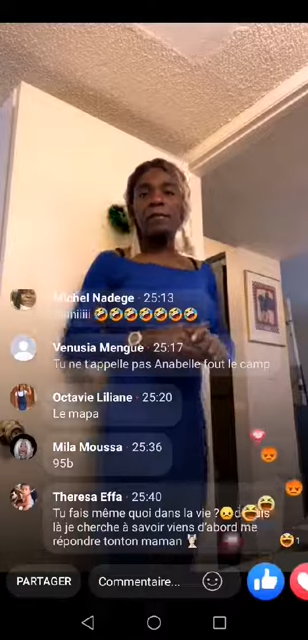 Michel Nadege · 25:13
Venusia Mengue · 25:17
Tu ne t'appelle pas Anabelle fout le camp
Octavie Liliane · 25:20
Le mapa
Mila Moussa · 25:36
95b
Theresa Effa · 25:40
Tu fais même quoi dans la vie ?
là je cherche à savoir viens d'abord me
répondre tonton maman
1
PARTAGER
Commentaire...